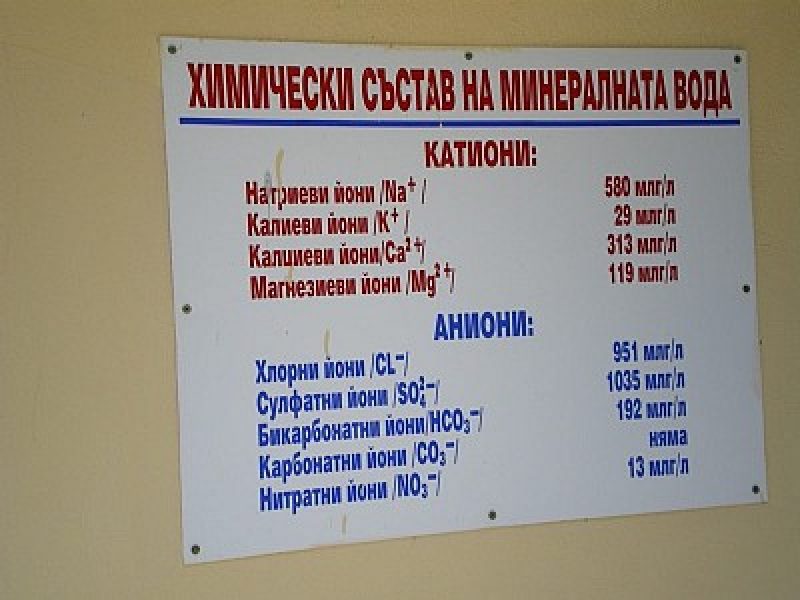 ХИМИЧЕСКИ СЪСТАВ НА МИНЕРАЛНАТА ВОДА
КАТИОНИ:
Натриеви йони /Na⁺/ 580 млг/л
Калиеви йони /K⁺/ 29 млг/л
Калциеви йони/Ca²⁺/ 313 млг/л
Магнезиеви йони /Mg²⁺/ 119 млг/л
АНИОНИ:
Хлорни йони /CL⁻/ 951 млг/л
Сулфатни йони /SO₄²⁻/ 1035 млг/л
Бикарбонатни йони/HCO₃⁻/ 192 млг/л
Карбонатни йони /CO₃⁻/ няма
Нитратни йони /NO₃⁻/ 13 млг/л